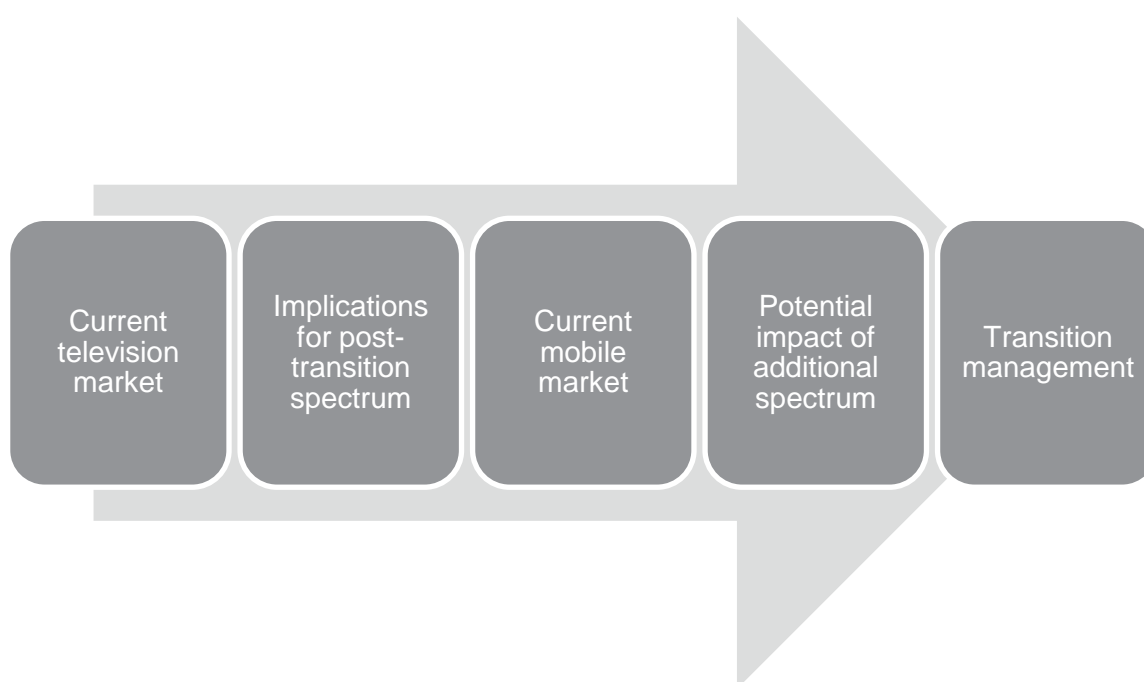 Current
television
market
Implications
for post-
transition
spectrum
Current
mobile
market
Potential
impact of
additional
spectrum
Transition
management